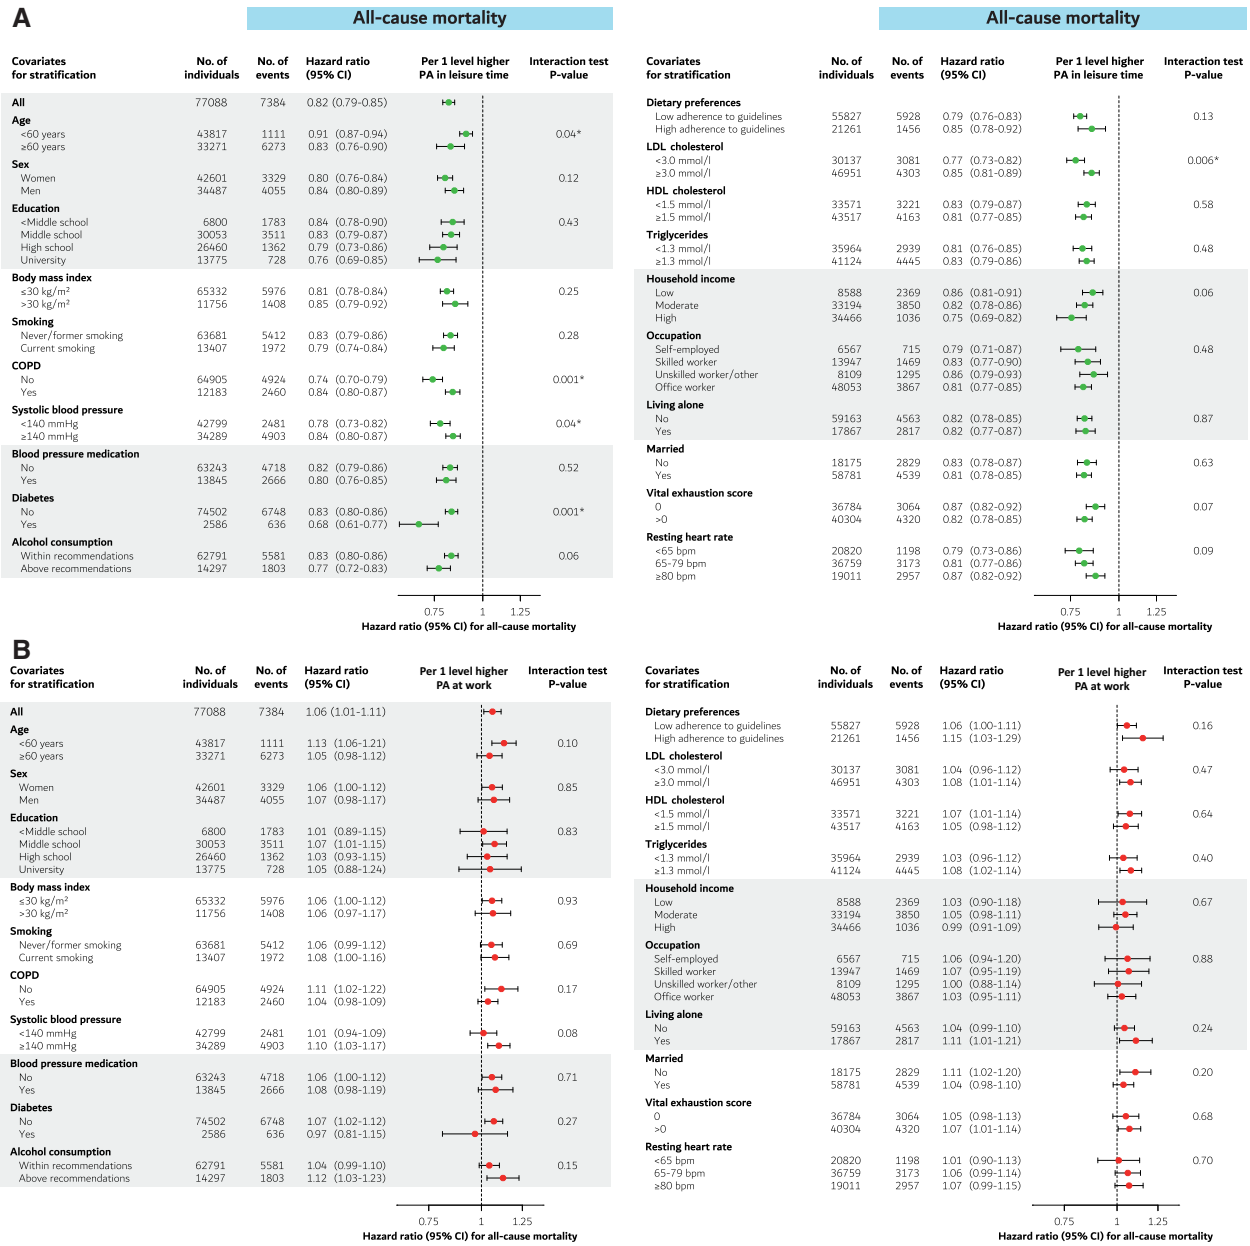 A
All-cause mortality
Covariates for stratification No. of individuals No. of events Hazard ratio (95% CI) Per 1 level higher PA in leisure time Interaction test P-value
All 77088 7384 0.82 (0.79-0.85)
Age
<60 years 43817 1111 0.91 (0.87-0.94) 0.04*
≥60 years 33271 6273 0.83 (0.76-0.90)
Sex
Women 42601 3329 0.80 (0.76-0.84) 0.12
Men 34487 4055 0.84 (0.80-0.89)
Education
<Middle school 6800 1783 0.84 (0.78-0.90) 0.43
Middle school 30053 3511 0.83 (0.79-0.87)
High school 26460 1362 0.79 (0.73-0.86)
University 13775 728 0.76 (0.69-0.85)
Body mass index
≤30 kg/m² 65332 5976 0.81 (0.78-0.84) 0.25
>30 kg/m² 11756 1408 0.85 (0.79-0.92)
Smoking
Never/former smoking 63681 5412 0.83 (0.79-0.86) 0.28
Current smoking 13407 1972 0.79 (0.74-0.84)
COPD
No 64905 4924 0.74 (0.70-0.79) 0.001*
Yes 12183 2460 0.84 (0.80-0.87)
Systolic blood pressure
<140 mmHg 42799 2481 0.78 (0.73-0.82) 0.04*
≥140 mmHg 34289 4903 0.84 (0.80-0.87)
Blood pressure medication
No 63243 4718 0.82 (0.79-0.86) 0.52
Yes 13845 2666 0.80 (0.76-0.85)
Diabetes
No 74502 6748 0.83 (0.80-0.86) 0.001*
Yes 2586 636 0.68 (0.61-0.77)
Alcohol consumption
Within recommendations 62791 5581 0.83 (0.80-0.86) 0.06
Above recommendations 14297 1803 0.77 (0.72-0.83)
0.75 1 1.25
Hazard ratio (95% CI) for all-cause mortality
All-cause mortality
Covariates for stratification No. of individuals No. of events Hazard ratio (95% CI) Per 1 level higher PA in leisure time Interaction test P-value
Dietary preferences
Low adherence to guidelines 55827 5928 0.79 (0.76-0.83) 0.13
High adherence to guidelines 21261 1456 0.85 (0.78-0.92)
LDL cholesterol
<3.0 mmol/l 30137 3081 0.77 (0.73-0.82) 0.006*
≥3.0 mmol/l 46951 4303 0.85 (0.81-0.89)
HDL cholesterol
<1.5 mmol/l 33571 3221 0.83 (0.79-0.87) 0.58
≥1.5 mmol/l 43517 4163 0.81 (0.77-0.85)
Triglycerides
<1.3 mmol/l 35964 2939 0.81 (0.76-0.85) 0.48
≥1.3 mmol/l 41124 4445 0.83 (0.79-0.86)
Household income
Low 8588 2369 0.86 (0.81-0.91) 0.06
Moderate 33194 3850 0.82 (0.78-0.86)
High 34466 1036 0.75 (0.69-0.82)
Occupation
Self-employed 6567 715 0.79 (0.71-0.87) 0.48
Skilled worker 13947 1469 0.83 (0.77-0.90)
Unskilled worker/other 8109 1295 0.86 (0.79-0.93)
Office worker 48053 3867 0.81 (0.77-0.85)
Living alone
No 59163 4563 0.82 (0.78-0.85) 0.87
Yes 17867 2817 0.82 (0.77-0.87)
Married
No 18175 2829 0.83 (0.78-0.87) 0.63
Yes 58781 4539 0.81 (0.78-0.85)
Vital exhaustion score
0 36784 3064 0.87 (0.82-0.92) 0.07
>0 40304 4320 0.82 (0.78-0.85)
Resting heart rate
<65 bpm 20820 1198 0.79 (0.73-0.86) 0.09
65-79 bpm 36759 3173 0.81 (0.77-0.86)
≥80 bpm 19011 2957 0.87 (0.82-0.92)
0.75 1 1.25
Hazard ratio (95% CI) for all-cause mortality
B
Covariates for stratification No. of individuals No. of events Hazard ratio (95% CI) Per 1 level higher PA at work Interaction test P-value
All 77088 7384 1.06 (1.01-1.11)
Age
<60 years 43817 1111 1.13 (1.06-1.21) 0.10
≥60 years 33271 6273 1.05 (0.98-1.12)
Sex
Women 42601 3329 1.06 (1.00-1.12) 0.85
Men 34487 4055 1.07 (0.98-1.17)
Education
<Middle school 6800 1783 1.01 (0.89-1.15) 0.83
Middle school 30053 3511 1.07 (1.01-1.15)
High school 26460 1362 1.03 (0.93-1.15)
University 13775 728 1.05 (0.88-1.24)
Body mass index
≤30 kg/m² 65332 5976 1.06 (1.00-1.12) 0.93
>30 kg/m² 11756 1408 1.06 (0.97-1.17)
Smoking
Never/former smoking 63681 5412 1.06 (0.99-1.12) 0.69
Current smoking 13407 1972 1.08 (1.00-1.16)
COPD
No 64905 4924 1.11 (1.02-1.22) 0.17
Yes 12183 2460 1.04 (0.98-1.09)
Systolic blood pressure
<140 mmHg 42799 2481 1.01 (0.94-1.09) 0.08
≥140 mmHg 34289 4903 1.10 (1.03-1.17)
Blood pressure medication
No 63243 4718 1.06 (1.00-1.12) 0.71
Yes 13845 2666 1.08 (0.98-1.19)
Diabetes
No 74502 6748 1.07 (1.02-1.12) 0.27
Yes 2586 636 0.97 (0.81-1.15)
Alcohol consumption
Within recommendations 62791 5581 1.04 (0.99-1.10) 0.15
Above recommendations 14297 1803 1.12 (1.03-1.23)
0.75 1 1.25
Hazard ratio (95% CI) for all-cause mortality
Covariates for stratification No. of individuals No. of events Hazard ratio (95% CI) Per 1 level higher PA at work Interaction test P-value
Dietary preferences
Low adherence to guidelines 55827 5928 1.06 (1.00-1.11) 0.16
High adherence to guidelines 21261 1456 1.15 (1.03-1.29)
LDL cholesterol
<3.0 mmol/l 30137 3081 1.04 (0.96-1.12) 0.47
≥3.0 mmol/l 46951 4303 1.08 (1.01-1.14)
HDL cholesterol
<1.5 mmol/l 33571 3221 1.07 (1.01-1.14) 0.64
≥1.5 mmol/l 43517 4163 1.05 (0.98-1.12)
Triglycerides
<1.3 mmol/l 35964 2939 1.03 (0.96-1.12) 0.40
≥1.3 mmol/l 41124 4445 1.08 (1.02-1.14)
Household income
Low 8588 2369 1.03 (0.90-1.18) 0.67
Moderate 33194 3850 1.05 (0.98-1.11)
High 34466 1036 0.99 (0.91-1.09)
Occupation
Self-employed 6567 715 1.06 (0.94-1.20) 0.88
Skilled worker 13947 1469 1.07 (0.95-1.19)
Unskilled worker/other 8109 1295 1.00 (0.88-1.14)
Office worker 48053 3867 1.03 (0.95-1.11)
Living alone
No 59163 4563 1.04 (0.99-1.10) 0.24
Yes 17867 2817 1.11 (1.01-1.21)
Married
No 18175 2829 1.11 (1.02-1.20) 0.20
Yes 58781 4539 1.04 (0.98-1.10)
Vital exhaustion score
0 36784 3064 1.05 (0.98-1.13) 0.68
>0 40304 4320 1.07 (1.01-1.14)
Resting heart rate
<65 bpm 20820 1198 1.01 (0.90-1.13) 0.70
65-79 bpm 36759 3173 1.06 (0.99-1.14)
≥80 bpm 19011 2957 1.07 (0.99-1.15)
0.75 1 1.25
Hazard ratio (95% CI) for all-cause mortality